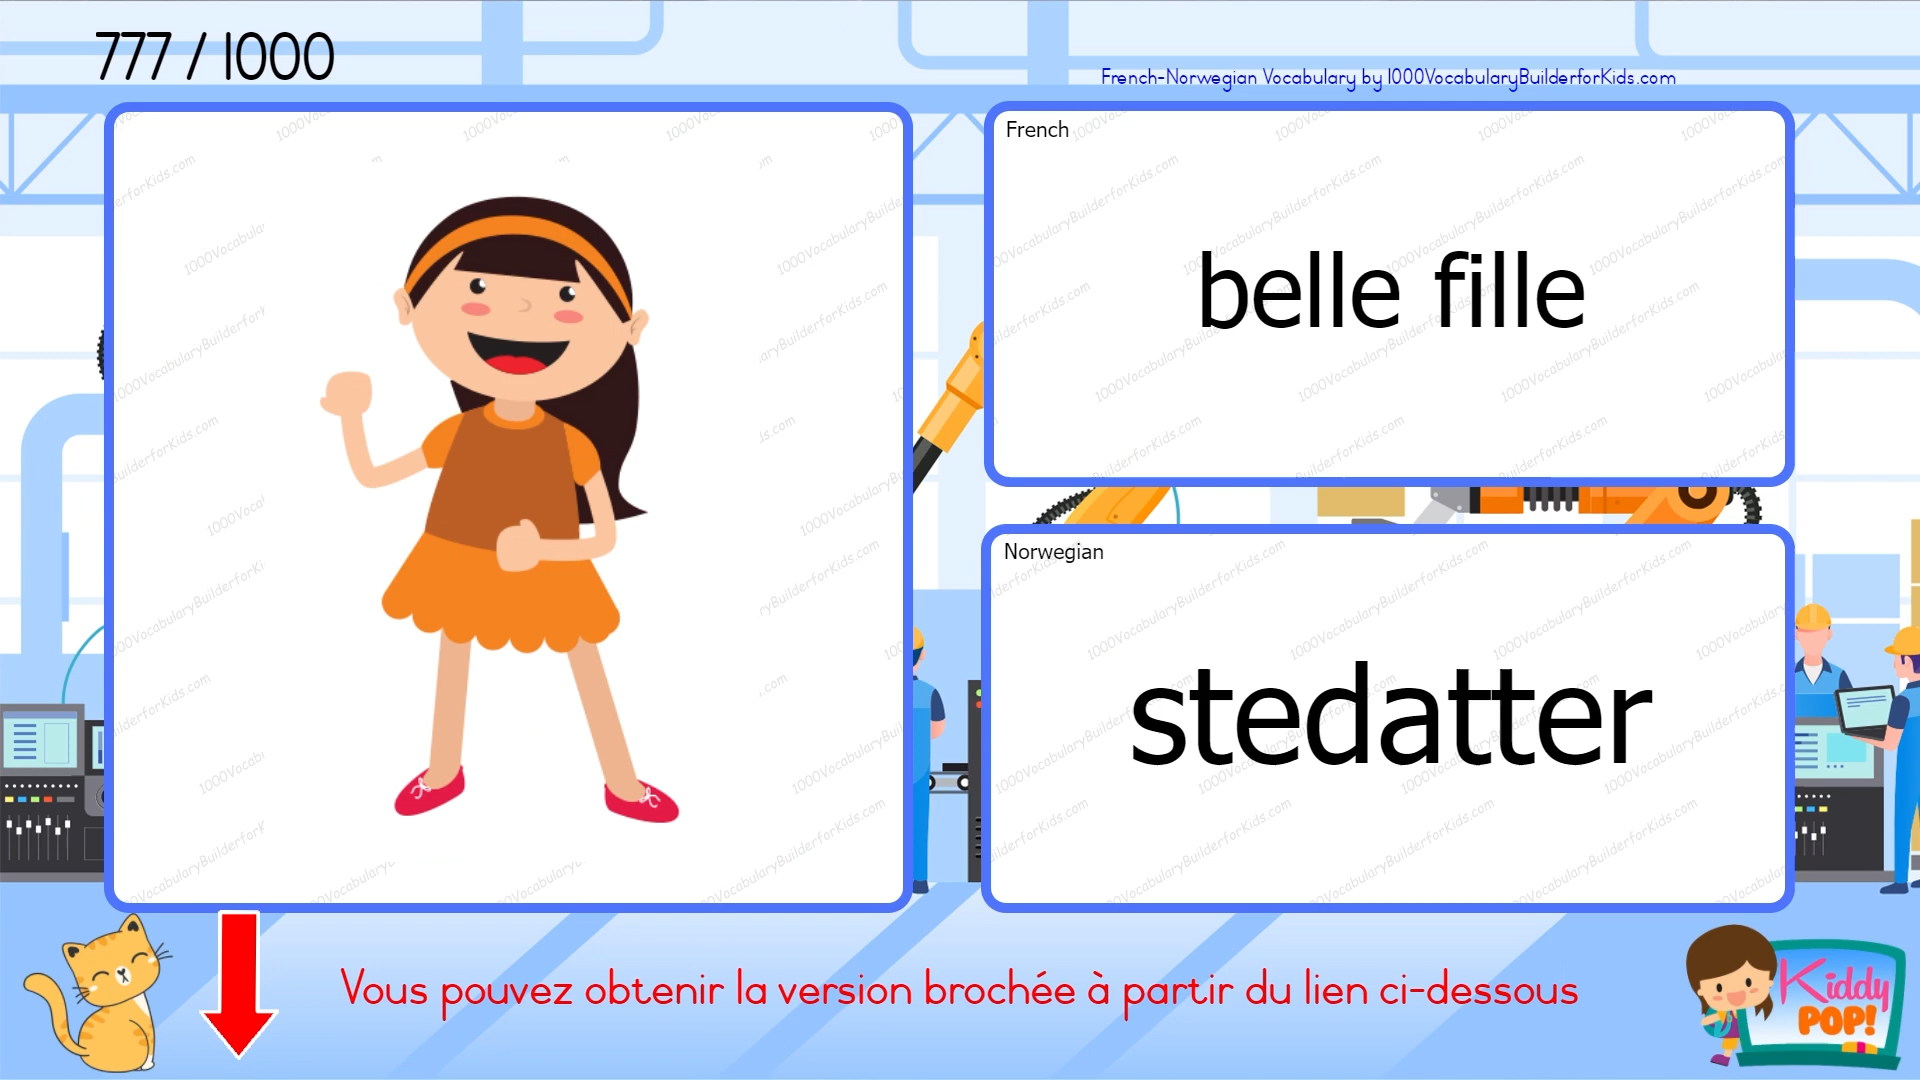 777 / 1000
French-Norwegian Vocabulary by 1000VocabularyBuilderforKids.com
French
belle fille
Norwegian
stedatter
Vous pouvez obtenir la version brochée à partir du lien ci-dessous
Kiddy
POP!